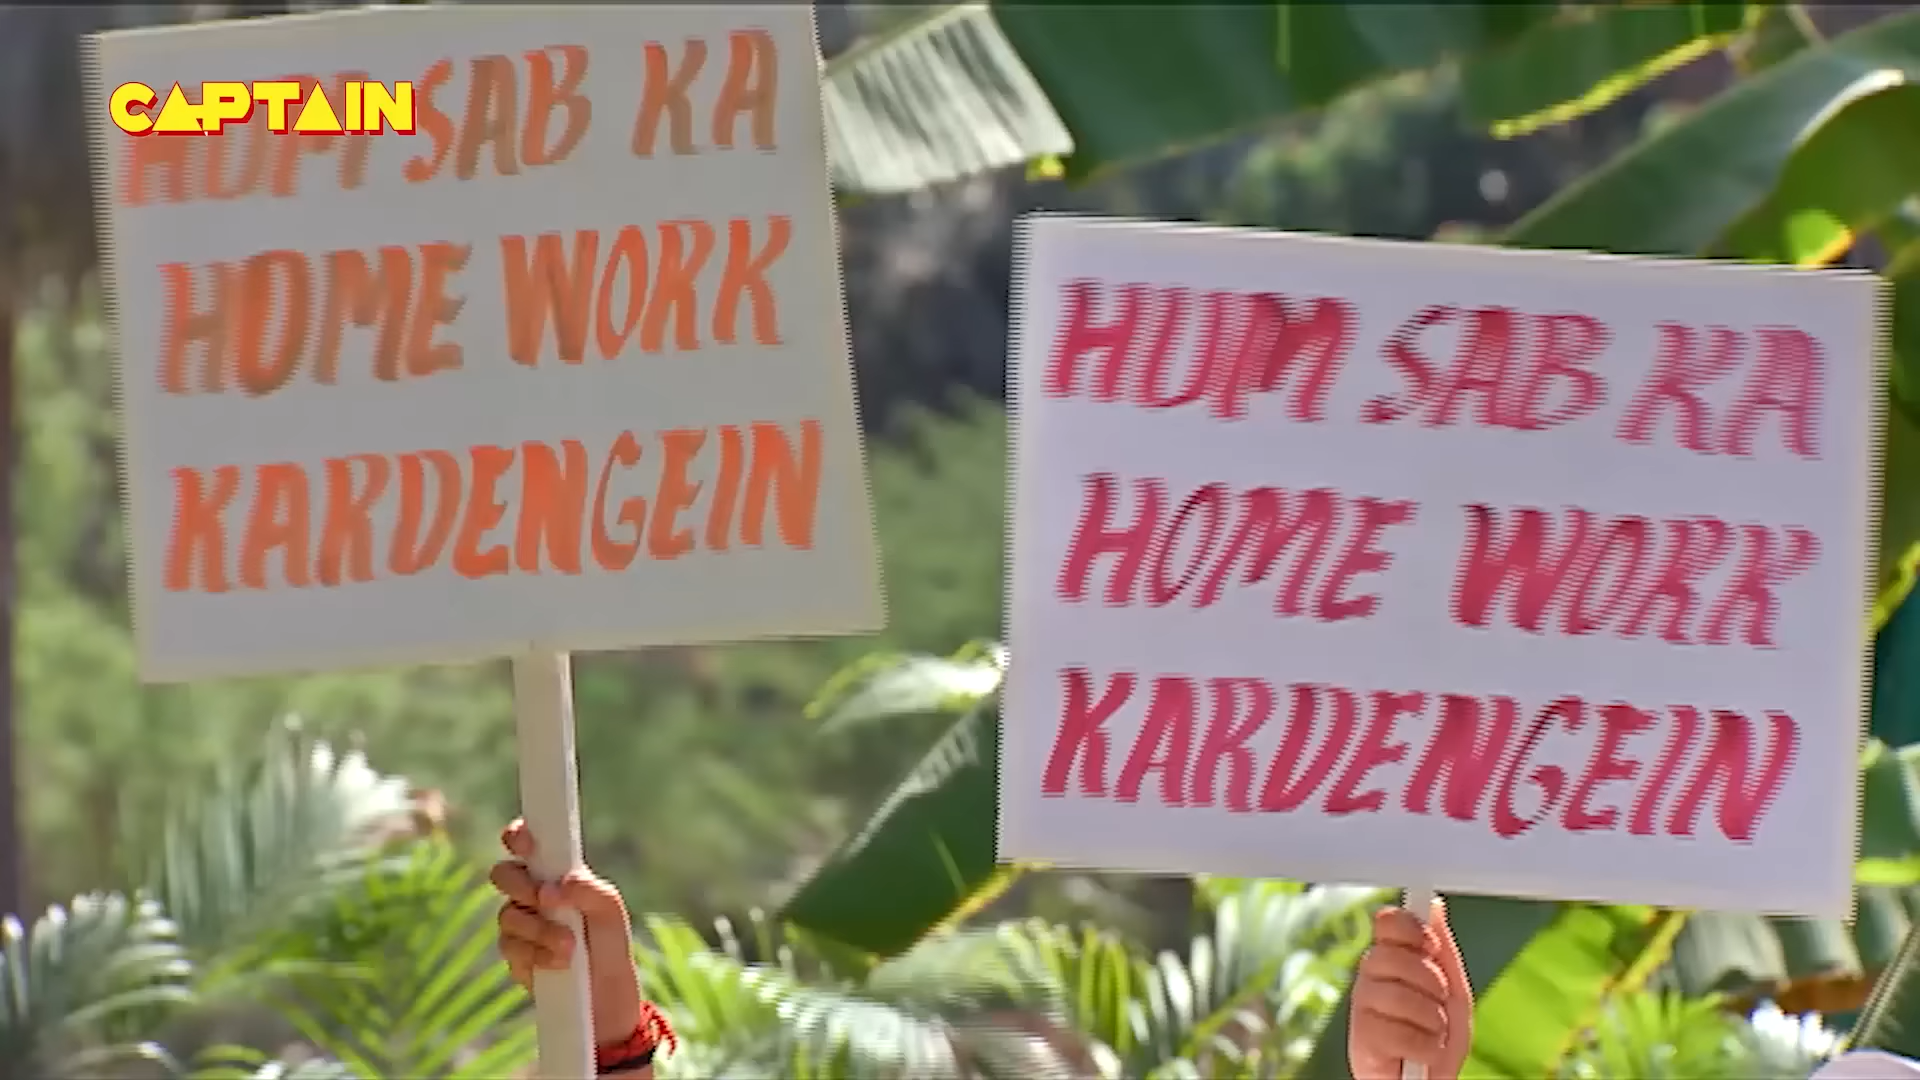 CAPTAIN
HUM SAB KA
HOME WORK
KARDENGEIN
HUM SAB KA
HOME WORK
KARDENGEIN